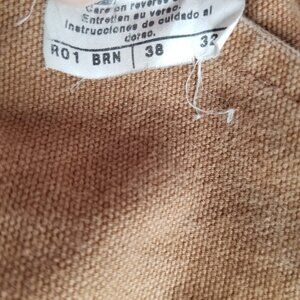 Care on reverse
Entretien au verso.
Instrucciones de cuidado al
dorso.
R01 BRN 38 32